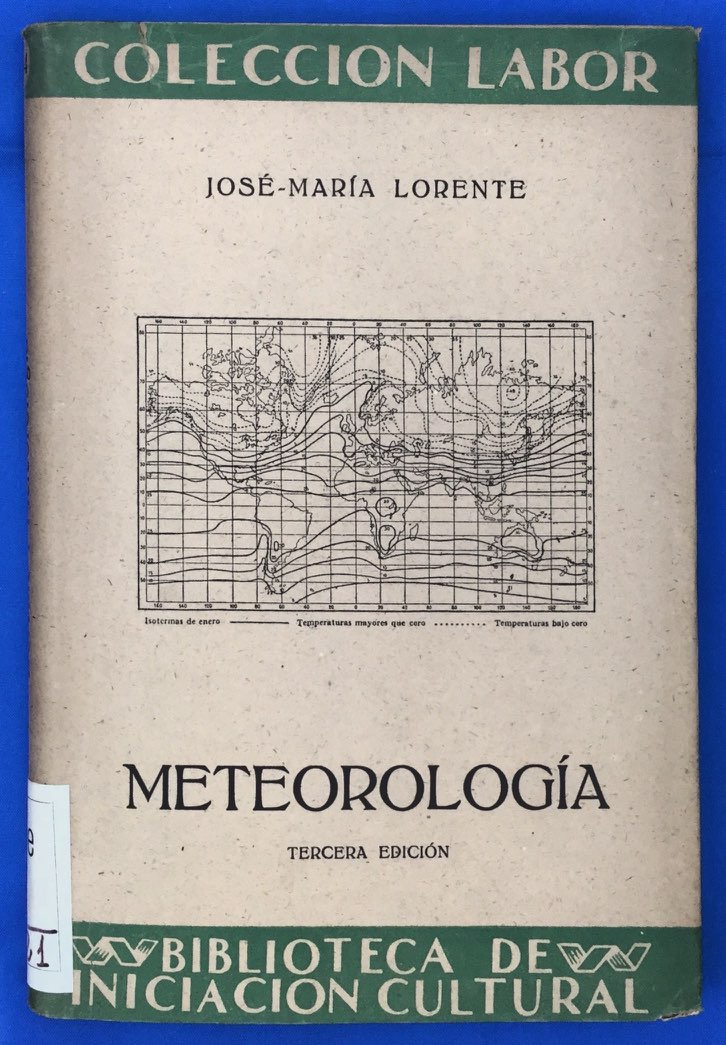 COLECCION LABOR
JOSÉ-MARÍA LORENTE
Isotermas de enero Temperaturas mayores que cero Temperaturas bajo cero
METEOROLOGÍA
TERCERA EDICIÓN
BIBLIOTECA DE
INICIACION CULTURAL